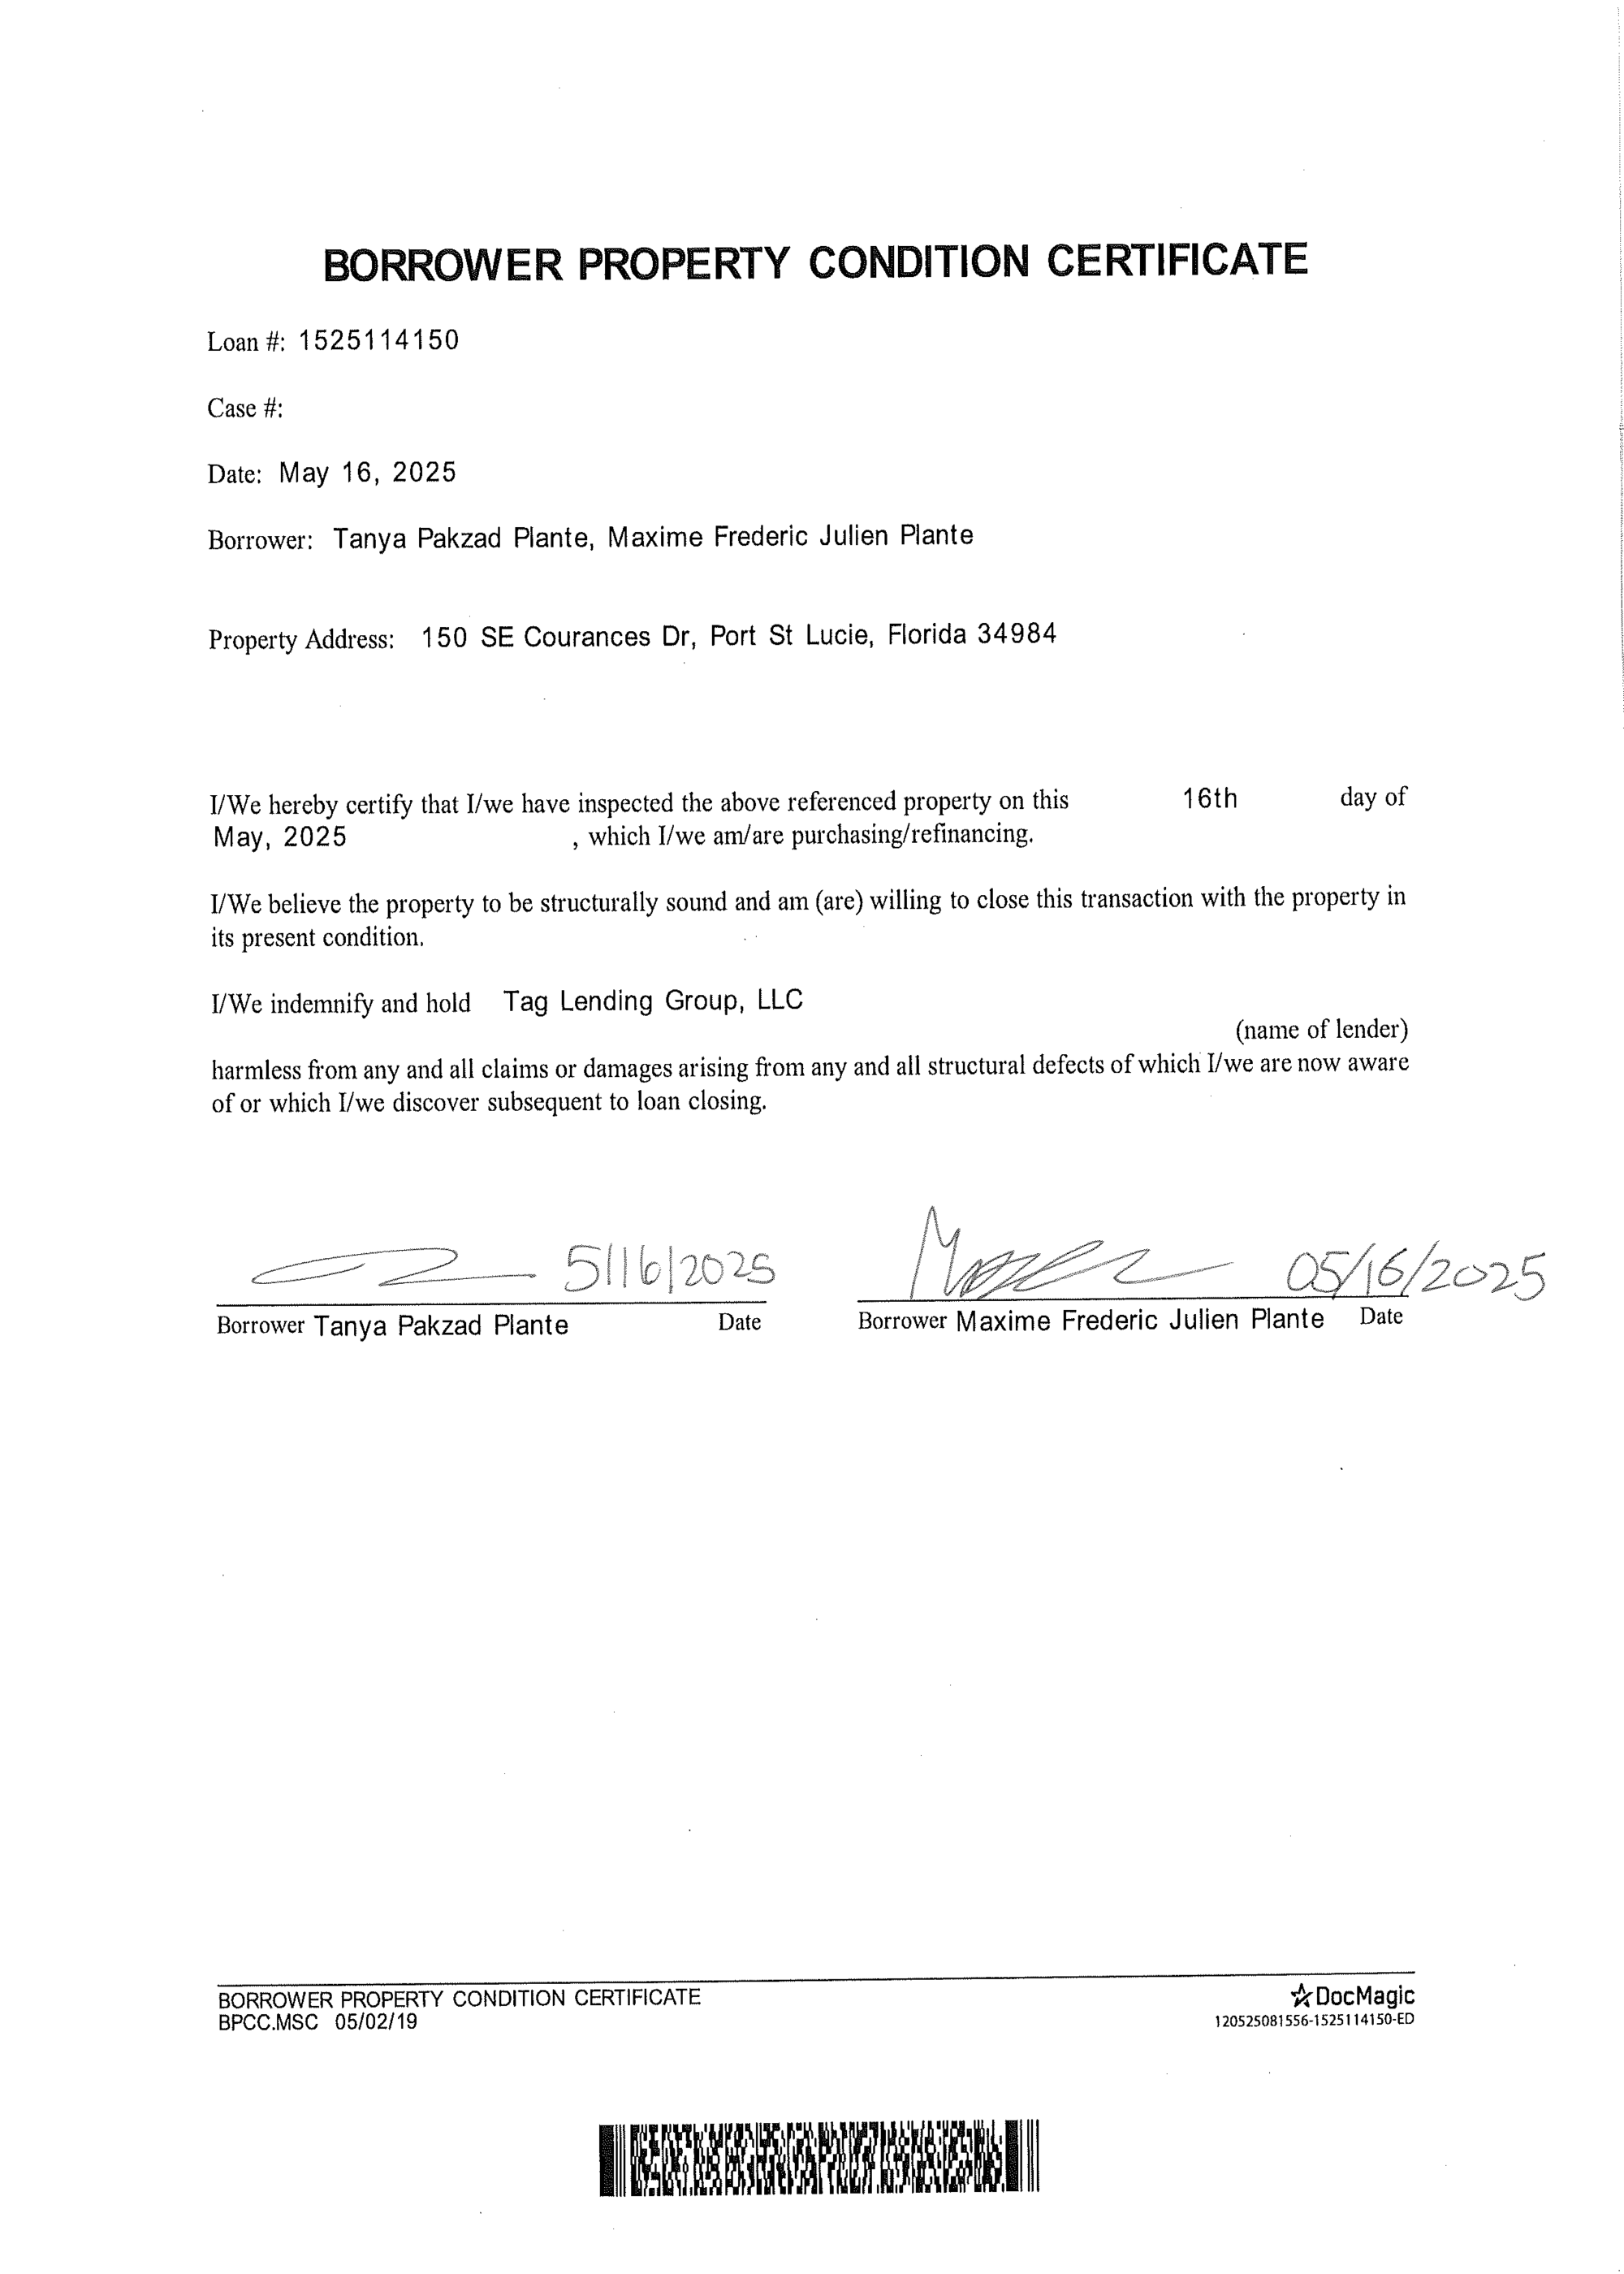 BORROWER PROPERTY CONDITION CERTIFICATE
Loan #: 1525114150
Case #:
Date: May 16, 2025
Borrower: Tanya Pakzad Plante, Maxime Frederic Julien Plante
Property Address: 150 SE Courances Dr, Port St Lucie, Florida 34984
I/We hereby certify that I/we have inspected the above referenced property on this 16th day of
May, 2025 , which I/we am/are purchasing/refinancing.
I/We believe the property to be structurally sound and am (are) willing to close this transaction with the property in
its present condition.
I/We indemnify and hold Tag Lending Group, LLC
(name of lender)
harmless from any and all claims or damages arising from any and all structural defects of which I/we are now aware
of or which I/we discover subsequent to loan closing.
5/16/2025 05/16/2025
Borrower Tanya Pakzad Plante Date Borrower Maxime Frederic Julien Plante Date
BORROWER PROPERTY CONDITION CERTIFICATE
BPCC.MSC 05/02/19
DocMagic
120525081556-1525114150-ED